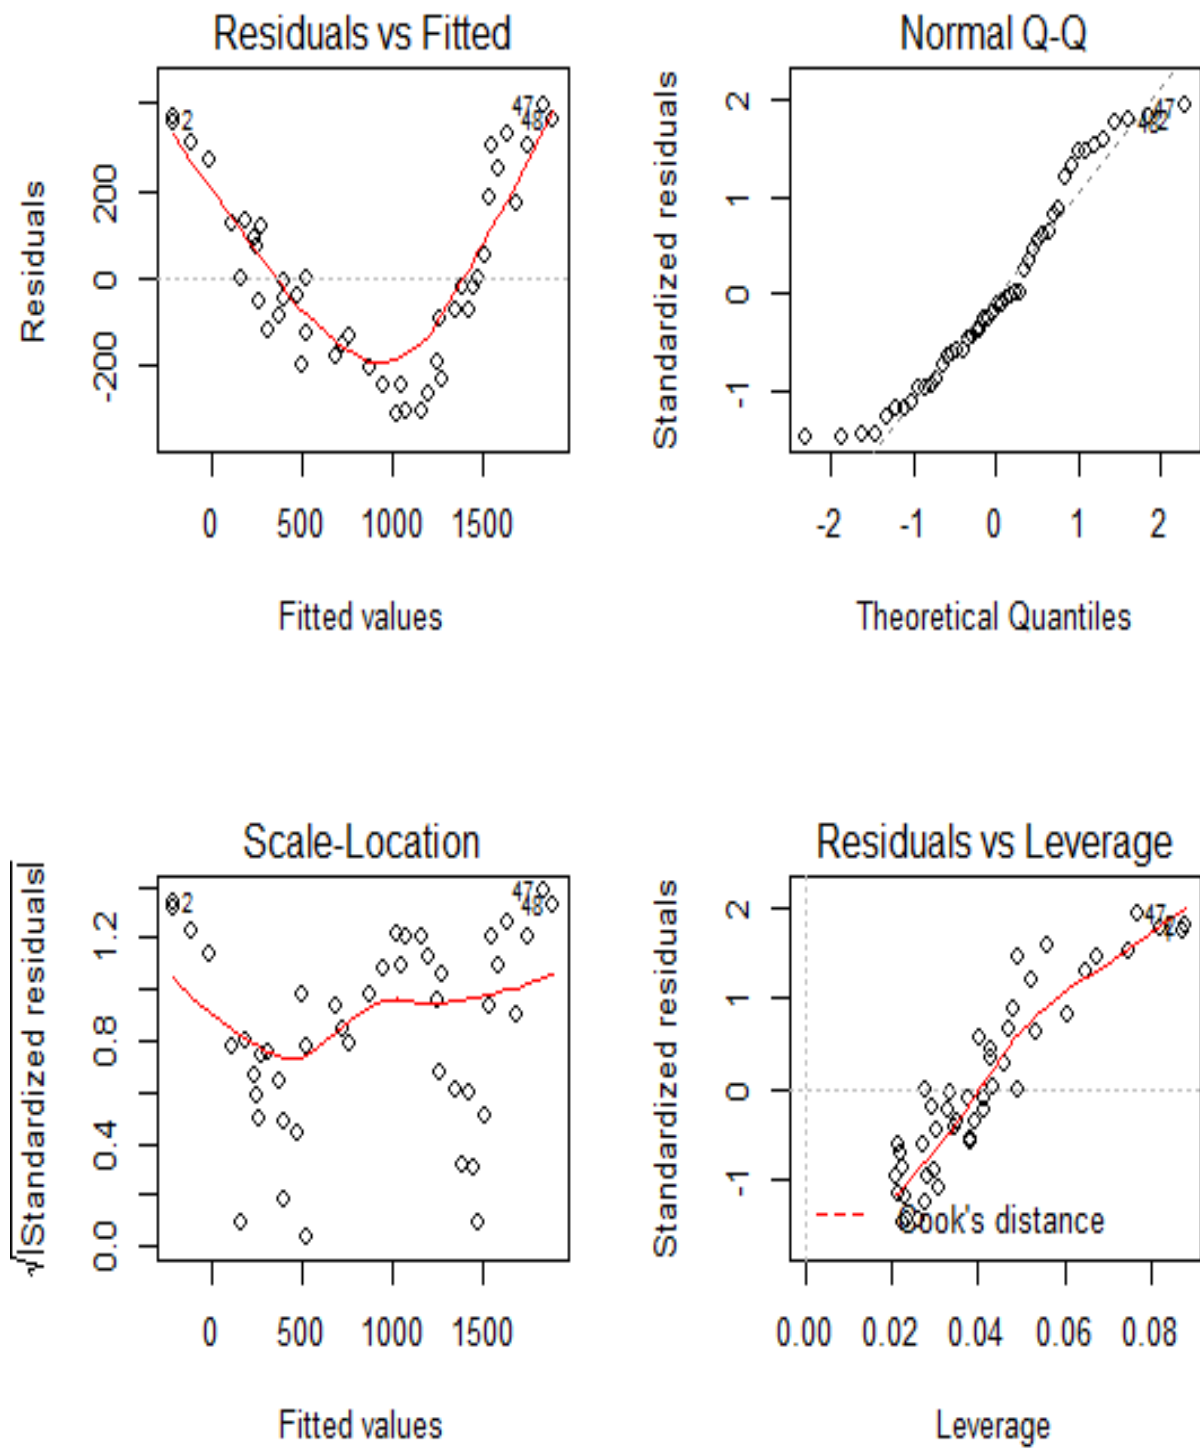 Residuals vs Fitted
Residuals
-200 0 200
2
47
48
0 500 1000 1500
Fitted values
Normal Q-Q
Standardized residuals
-1 0 1 2
47
-2 -1 0 1 2
Theoretical Quantiles
Scale-Location
√|Standardized residuals|
0.0 0.4 0.8 1.2
2
47
48
0 500 1000 1500
Fitted values
Residuals vs Leverage
Standardized residuals
-1 0 1 2
47
Cook's distance
0.00 0.02 0.04 0.06 0.08
Leverage